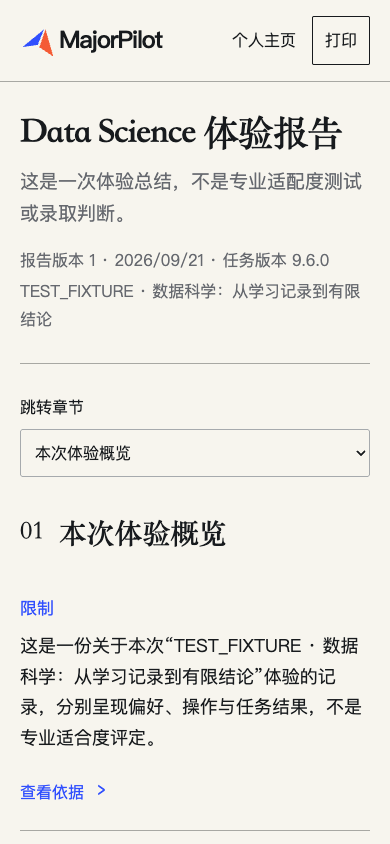 MajorPilot
个人主页
打印
Data Science 体验报告
这是一次体验总结，不是专业适配度测试
或录取判断。
报告版本 1 · 2026/09/21 · 任务版本 9.6.0
TEST_FIXTURE · 数据科学：从学习记录到有限
结论
跳转章节
本次体验概览
01 本次体验概览
限制
这是一份关于本次“TEST_FIXTURE · 数据
科学：从学习记录到有限结论”体验的记
录，分别呈现偏好、操作与任务结果，不是
专业适合度评定。
查看依据